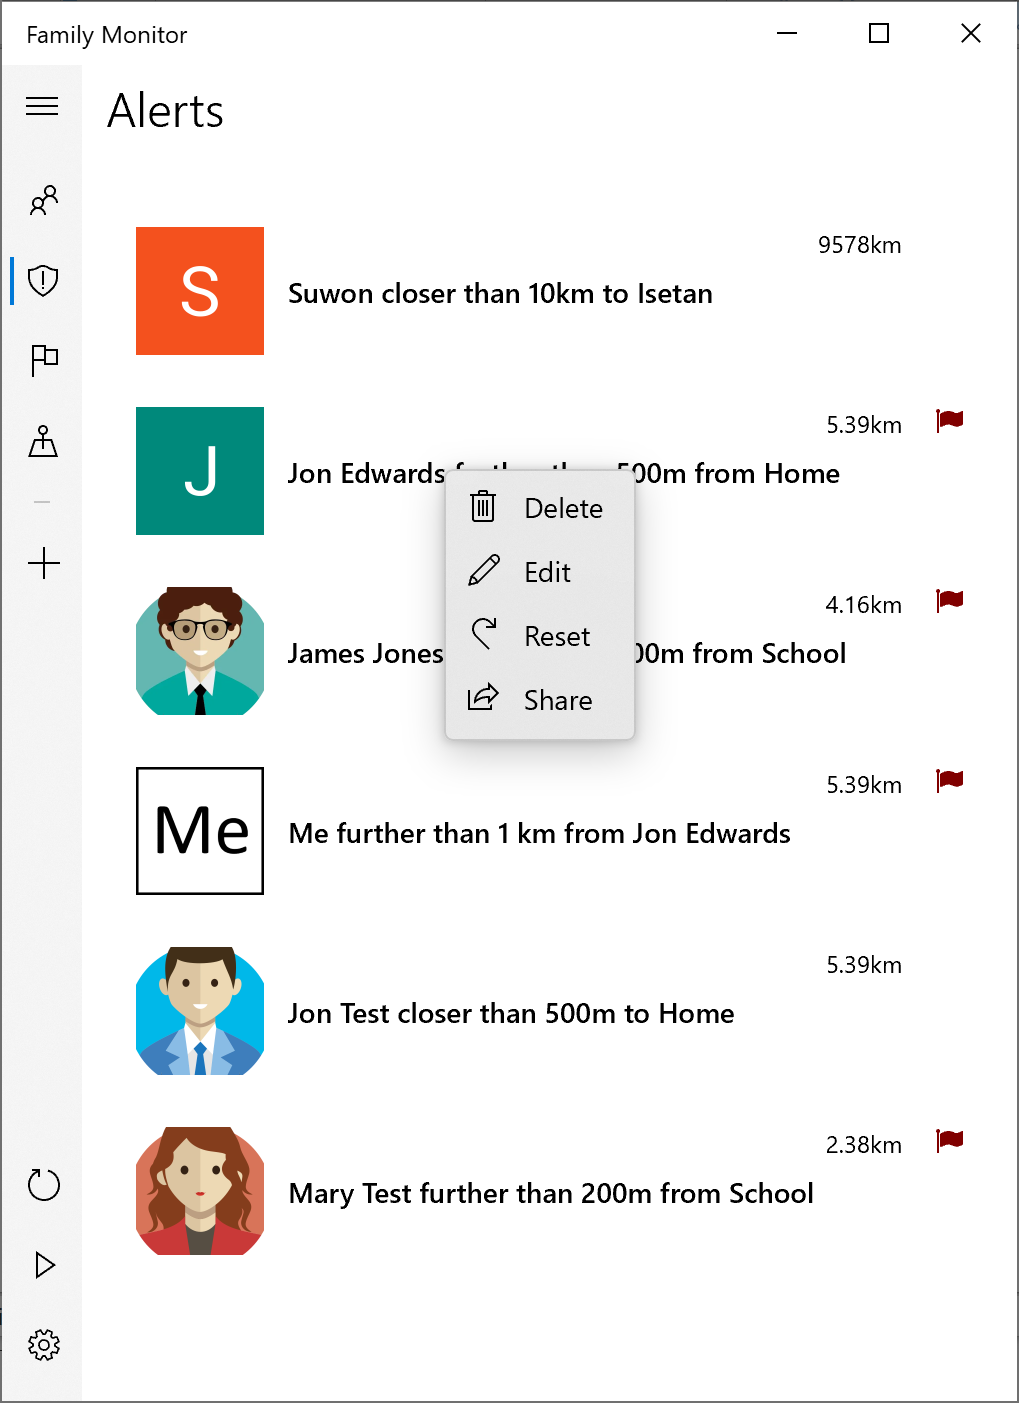 Family Monitor
Alerts
S
9578km
Suwon closer than 10km to Isetan
J
5.39km
Jon Edwards 500m from Home
Delete
Edit
Reset
Share
4.16km
James Jones 00m from School
Me
5.39km
Me further than 1 km from Jon Edwards
5.39km
Jon Test closer than 500m to Home
2.38km
Mary Test further than 200m from School